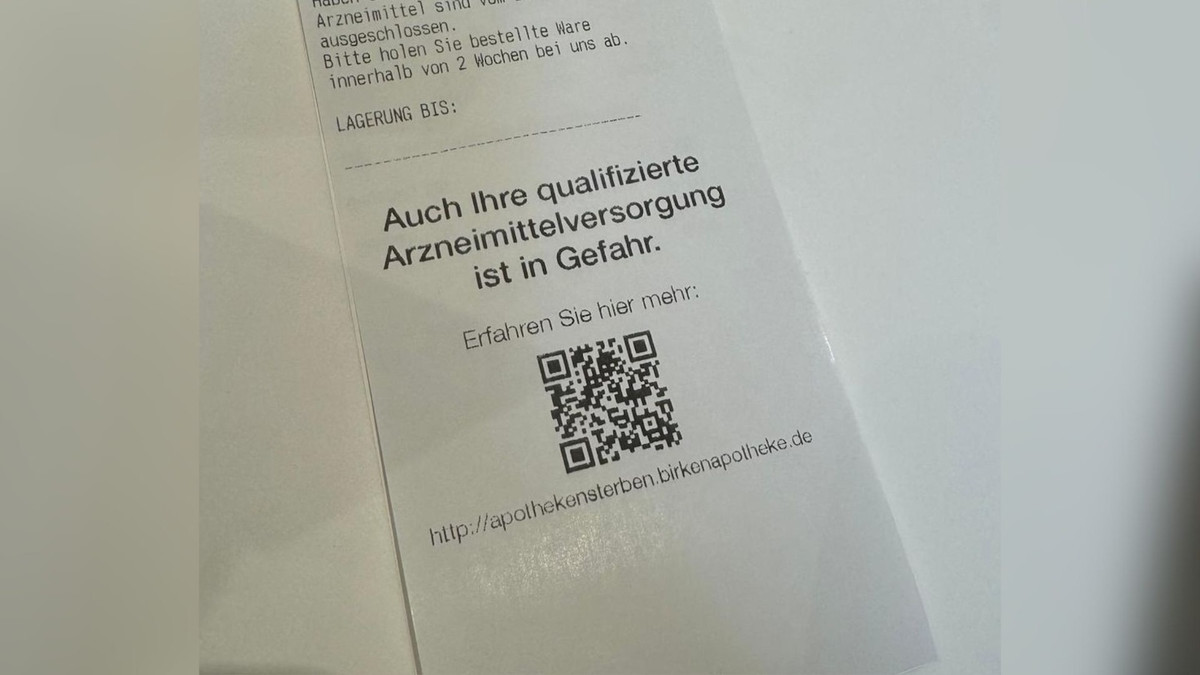 Arzneimittel sind vom
ausgeschlossen.
Bitte holen Sie bestellte Ware
innerhalb von 2 Wochen bei uns ab.
LAGERUNG BIS:
Auch Ihre qualifizierte
Arzneimittelversorgung
ist in Gefahr.
Erfahren Sie hier mehr:
http://apothekensterben.birkenapotheke.de